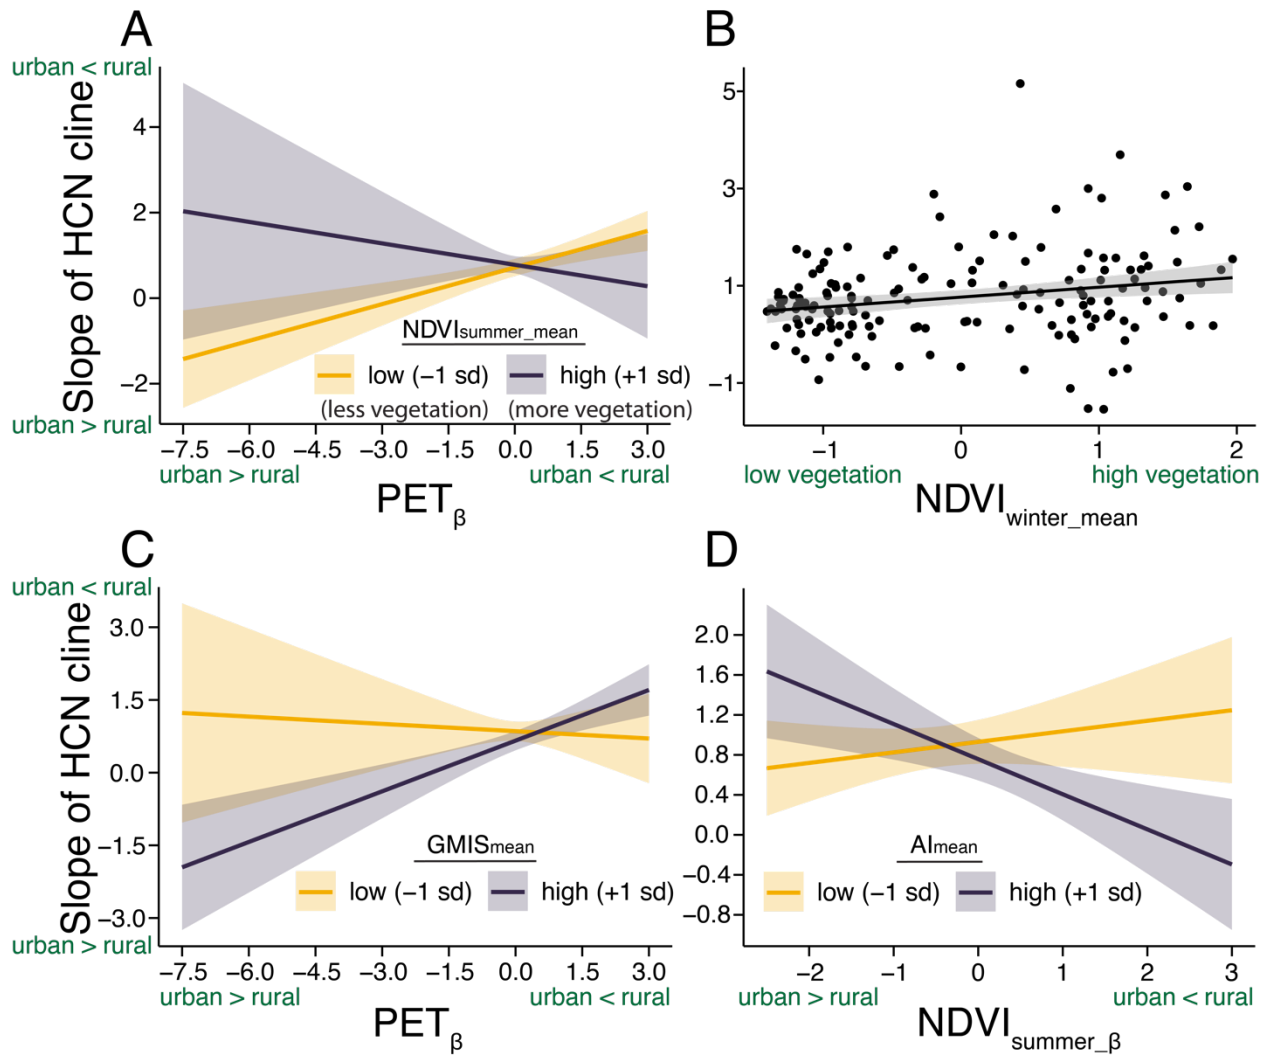 A
urban < rural
Slope of HCN cline
4
2
0
−2
urban > rural
NDVIsummer_mean
low (−1 sd) high (+1 sd)
(less vegetation) (more vegetation)
−7.5 −6.0 −4.5 −3.0 −1.5 0.0 1.5 3.0
urban > rural urban < rural
PETβ
B
5
3
1
−1
−1 0 1 2
low vegetation high vegetation
NDVIwinter_mean
C
urban < rural
Slope of HCN cline
3.0
1.5
0.0
−1.5
−3.0
urban > rural
GMISmean
low (−1 sd) high (+1 sd)
−7.5 −6.0 −4.5 −3.0 −1.5 0.0 1.5 3.0
urban > rural urban < rural
PETβ
D
2.0
1.6
1.2
0.8
0.4
0.0
−0.4
−0.8
AImean
low (−1 sd) high (+1 sd)
−2 −1 0 1 2 3
urban > rural urban < rural
NDVIsummer_β